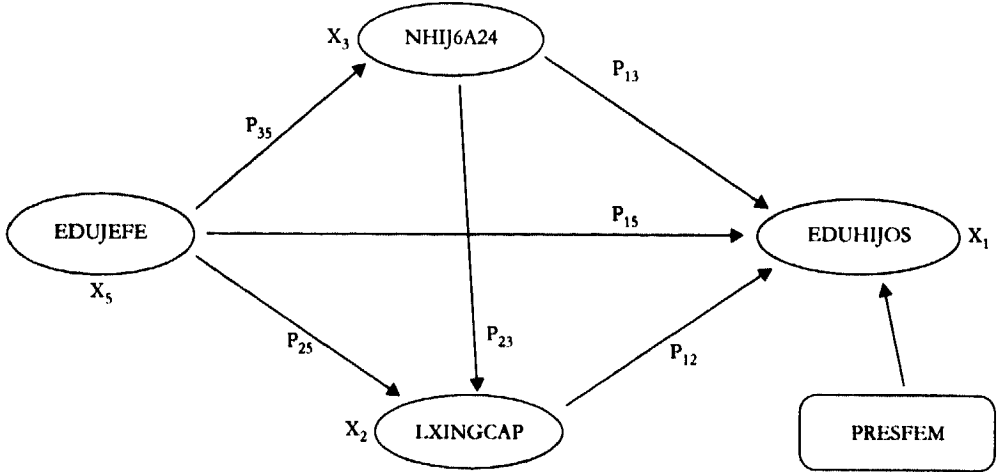 X₃ NHIJ6A24
P₁₃
P₃₅
EDUJEFE
P₁₅
EDUHIJOS X₁
X₅
P₂₅
P₂₃
P₁₂
X₂ LXINGCAP
PRESFEM